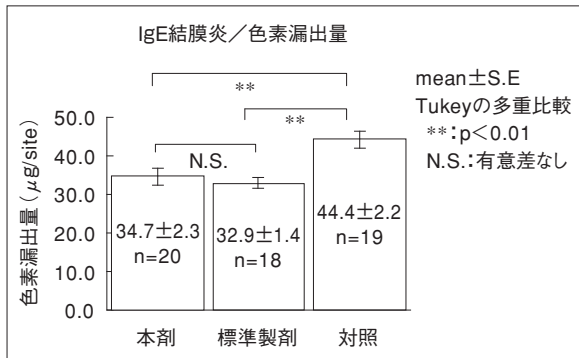 IgE結膜炎／色素漏出量
**
**
N.S.
mean±S.E
Tukeyの多重比較
**：p＜0.01
N.S.：有意差なし
色素漏出量（μg/site）
50.0
40.0
30.0
20.0
10.0
0.0
34.7±2.3
n=20
32.9±1.4
n=18
44.4±2.2
n=19
本剤
標準製剤
対照